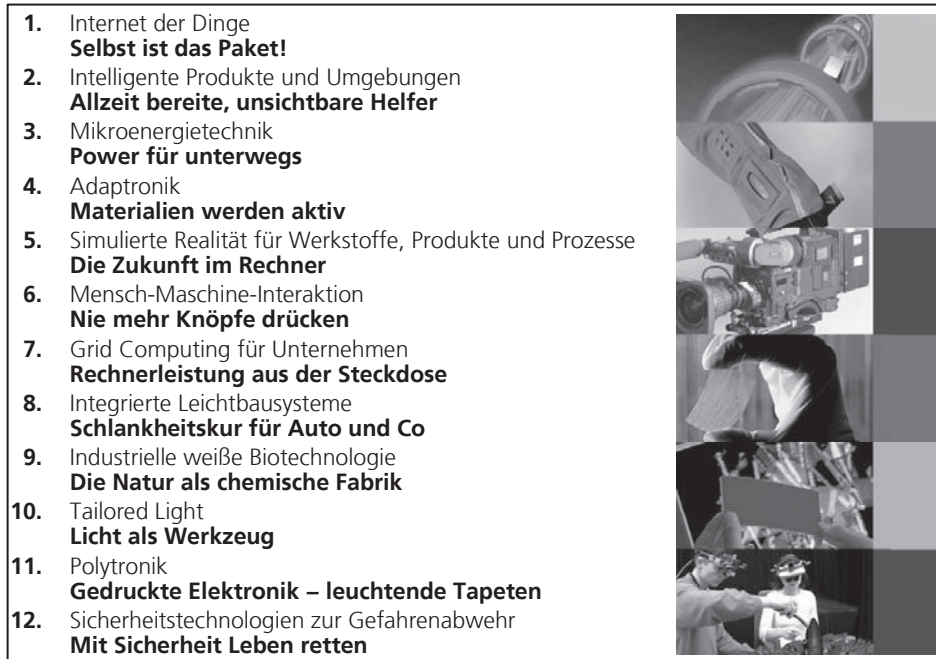 1. Internet der Dinge
Selbst ist das Paket!
2. Intelligente Produkte und Umgebungen
Allzeit bereite, unsichtbare Helfer
3. Mikroenergietechnik
Power für unterwegs
4. Adaptronik
Materialien werden aktiv
5. Simulierte Realität für Werkstoffe, Produkte und Prozesse
Die Zukunft im Rechner
6. Mensch-Maschine-Interaktion
Nie mehr Knöpfe drücken
7. Grid Computing für Unternehmen
Rechnerleistung aus der Steckdose
8. Integrierte Leichtbausysteme
Schlankheitskur für Auto und Co
9. Industrielle weiße Biotechnologie
Die Natur als chemische Fabrik
10. Tailored Light
Licht als Werkzeug
11. Polytronik
Gedruckte Elektronik – leuchtende Tapeten
12. Sicherheitstechnologien zur Gefahrenabwehr
Mit Sicherheit Leben retten